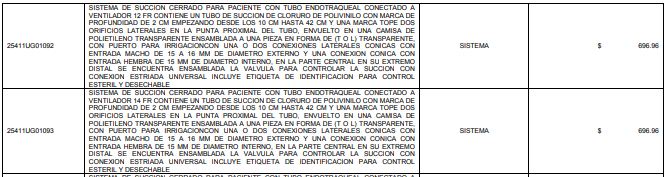 SISTEMA DE SUCCION CERRADO PARA PACIENTE CON TUBO ENDOTRAQUEAL CONECTADO A
VENTILADOR 12 FR CONTIENE UN TUBO DE SUCCION DE CLORURO DE POLIVINILO CON MARCA DE
PROFUNDIDAD DE 2 CM EMPEZANDO DESDE LOS 10 CM HASTA 42 CM Y UNA MARCA TOPE DOS
ORIFICIOS LATERALES EN LA PUNTA PROXIMAL DEL TUBO, ENVUELTO EN UNA CAMISA DE
POLIETILENO TRANSPARENTE ENSAMBLADO A UNA PIEZA EN FORMA DE (T O L) TRANSPARENTE,
25411UG01092 CON PUERTO PARA IRRIGACIONCON UNA O DOS CONEXIONES LATERALES CONICAS CON SISTEMA $ 696.96
ENTRADA MACHO DE 15 A 16 MM DE DIAMETRO EXTERNO Y UNA CONEXION CONICA CON
ENTRADA HEMBRA DE 15 MM DE DIAMETRO INTERNO, EN LA PARTE CENTRAL EN SU EXTREMO
DISTAL SE ENCUENTRA ENSAMBLADA LA VALVULA PARA CONTROLAR LA SUCCION CON
CONEXION ESTRIADA UNIVERSAL INCLUYE ETIQUETA DE IDENTIFICACION PARA CONTROL
ESTERIL Y DESECHABLE
SISTEMA DE SUCCION CERRADO PARA PACIENTE CON TUBO ENDOTRAQUEAL CONECTADO A
VENTILADOR 14 FR CONTIENE UN TUBO DE SUCCION DE CLORURO DE POLIVINILO CON MARCA DE
PROFUNDIDAD DE 2 CM EMPEZANDO DESDE LOS 10 CM HASTA 42 CM Y UNA MARCA TOPE DOS
ORIFICIOS LATERALES EN LA PUNTA PROXIMAL DEL TUBO, ENVUELTO EN UNA CAMISA DE
POLIETILENO TRANSPARENTE ENSAMBLADO A UNA PIEZA EN FORMA DE (T O L) TRANSPARENTE,
25411UG01093 CON PUERTO PARA IRRIGACIONCON UNA O DOS CONEXIONES LATERALES CONICAS CON SISTEMA $ 696.96
ENTRADA MACHO DE 15 A 16 MM DE DIAMETRO EXTERNO Y UNA CONEXION CONICA CON
ENTRADA HEMBRA DE 15 MM DE DIAMETRO INTERNO, EN LA PARTE CENTRAL EN SU EXTREMO
DISTAL SE ENCUENTRA ENSAMBLADA LA VALVULA PARA CONTROLAR LA SUCCION CON
CONEXION ESTRIADA UNIVERSAL INCLUYE ETIQUETA DE IDENTIFICACION PARA CONTROL
ESTERIL Y DESECHABLE